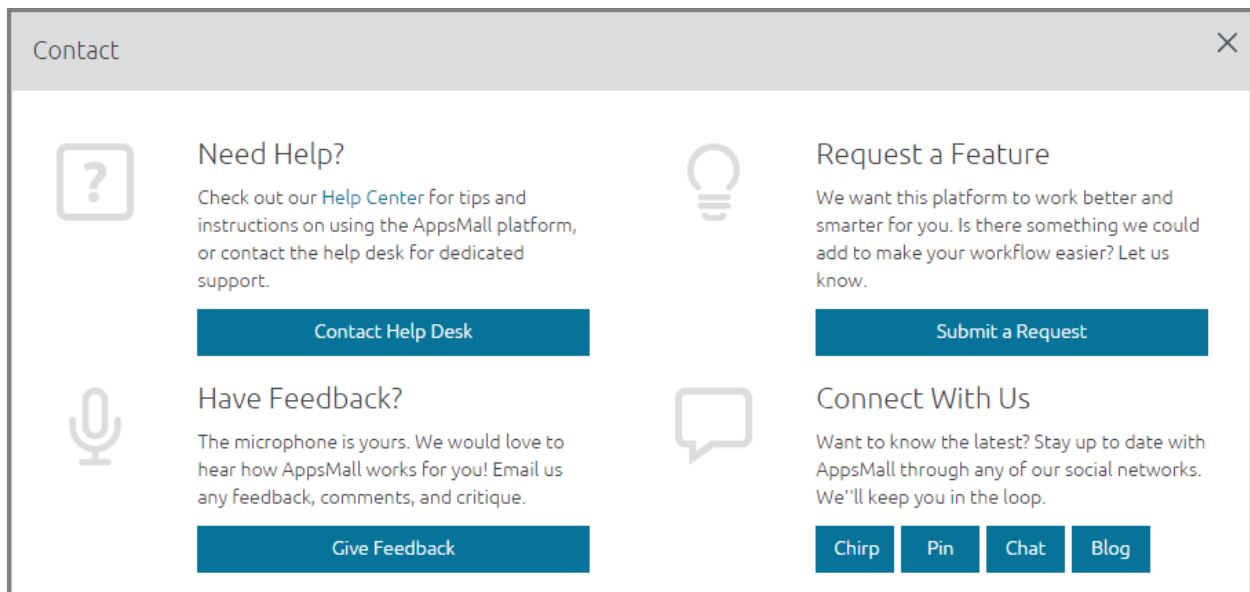 Contact
Need Help?
Check out our Help Center for tips and
instructions on using the AppsMall platform,
or contact the help desk for dedicated
support.
Contact Help Desk
Request a Feature
We want this platform to work better and
smarter for you. Is there something we could
add to make your workflow easier? Let us
know.
Submit a Request
Have Feedback?
The microphone is yours. We would love to
hear how AppsMall works for you! Email us
any feedback, comments, and critique.
Give Feedback
Connect With Us
Want to know the latest? Stay up to date with
AppsMall through any of our social networks.
We''ll keep you in the loop.
Chirp Pin Chat Blog